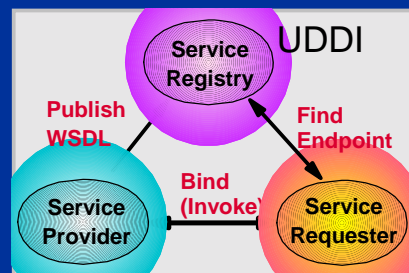 UDDI
Service
Registry
Publish
WSDL
Find
Endpoint
Bind
(Invoke)
Service
Provider
Service
Requester